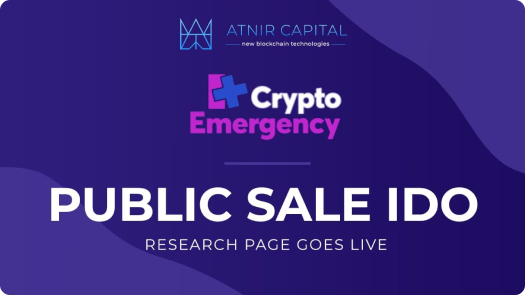 ATNIR CAPITAL
new blockchain technologies
Crypto
Emergency
PUBLIC SALE IDO
RESEARCH PAGE GOES LIVE